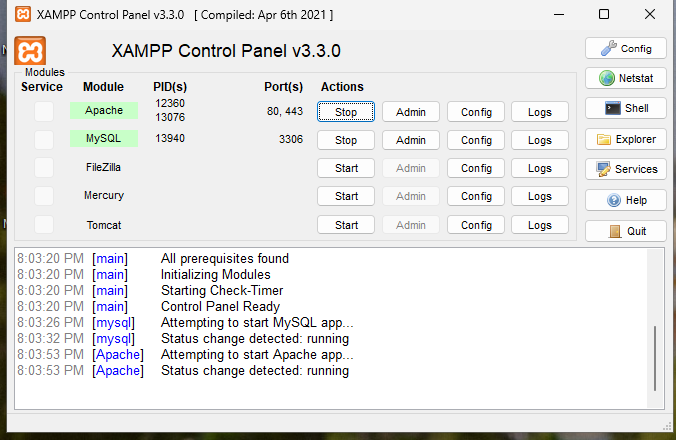 XAMPP Control Panel v3.3.0 [ Compiled: Apr 6th 2021 ]
XAMPP Control Panel v3.3.0
Config
Modules
Service Module PID(s) Port(s) Actions
Netstat
Apache 12360 13076 80, 443 Stop Admin Config Logs
Shell
MySQL 13940 3306 Stop Admin Config Logs
Explorer
FileZilla Start Admin Config Logs
Services
Mercury Start Admin Config Logs
Help
Tomcat Start Admin Config Logs
Quit
8:03:20 PM [main] All prerequisites found
8:03:20 PM [main] Initializing Modules
8:03:20 PM [main] Starting Check-Timer
8:03:20 PM [main] Control Panel Ready
8:03:26 PM [mysql] Attempting to start MySQL app...
8:03:32 PM [mysql] Status change detected: running
8:03:53 PM [Apache] Attempting to start Apache app...
8:03:53 PM [Apache] Status change detected: running